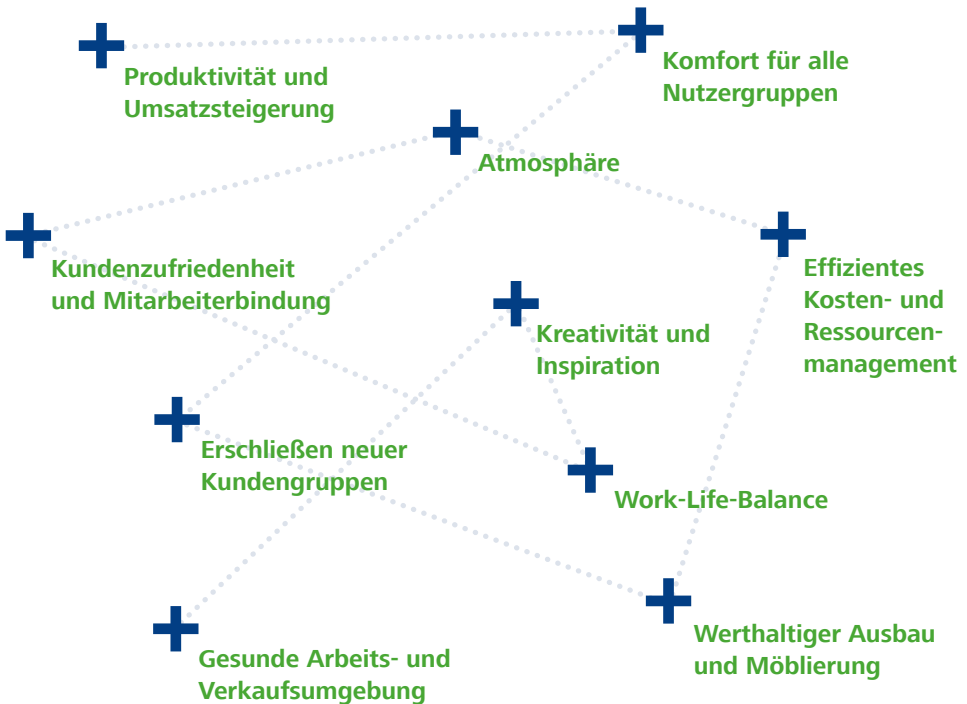 Produktivität und
Umsatzsteigerung
Komfort für alle
Nutzergruppen
Atmosphäre
Kundenzufriedenheit
und Mitarbeiterbindung
Effizientes
Kosten- und
Ressourcen-
management
Kreativität und
Inspiration
Erschließen neuer
Kundengruppen
Work-Life-Balance
Werthaltiger Ausbau
und Möblierung
Gesunde Arbeits- und
Verkaufsumgebung